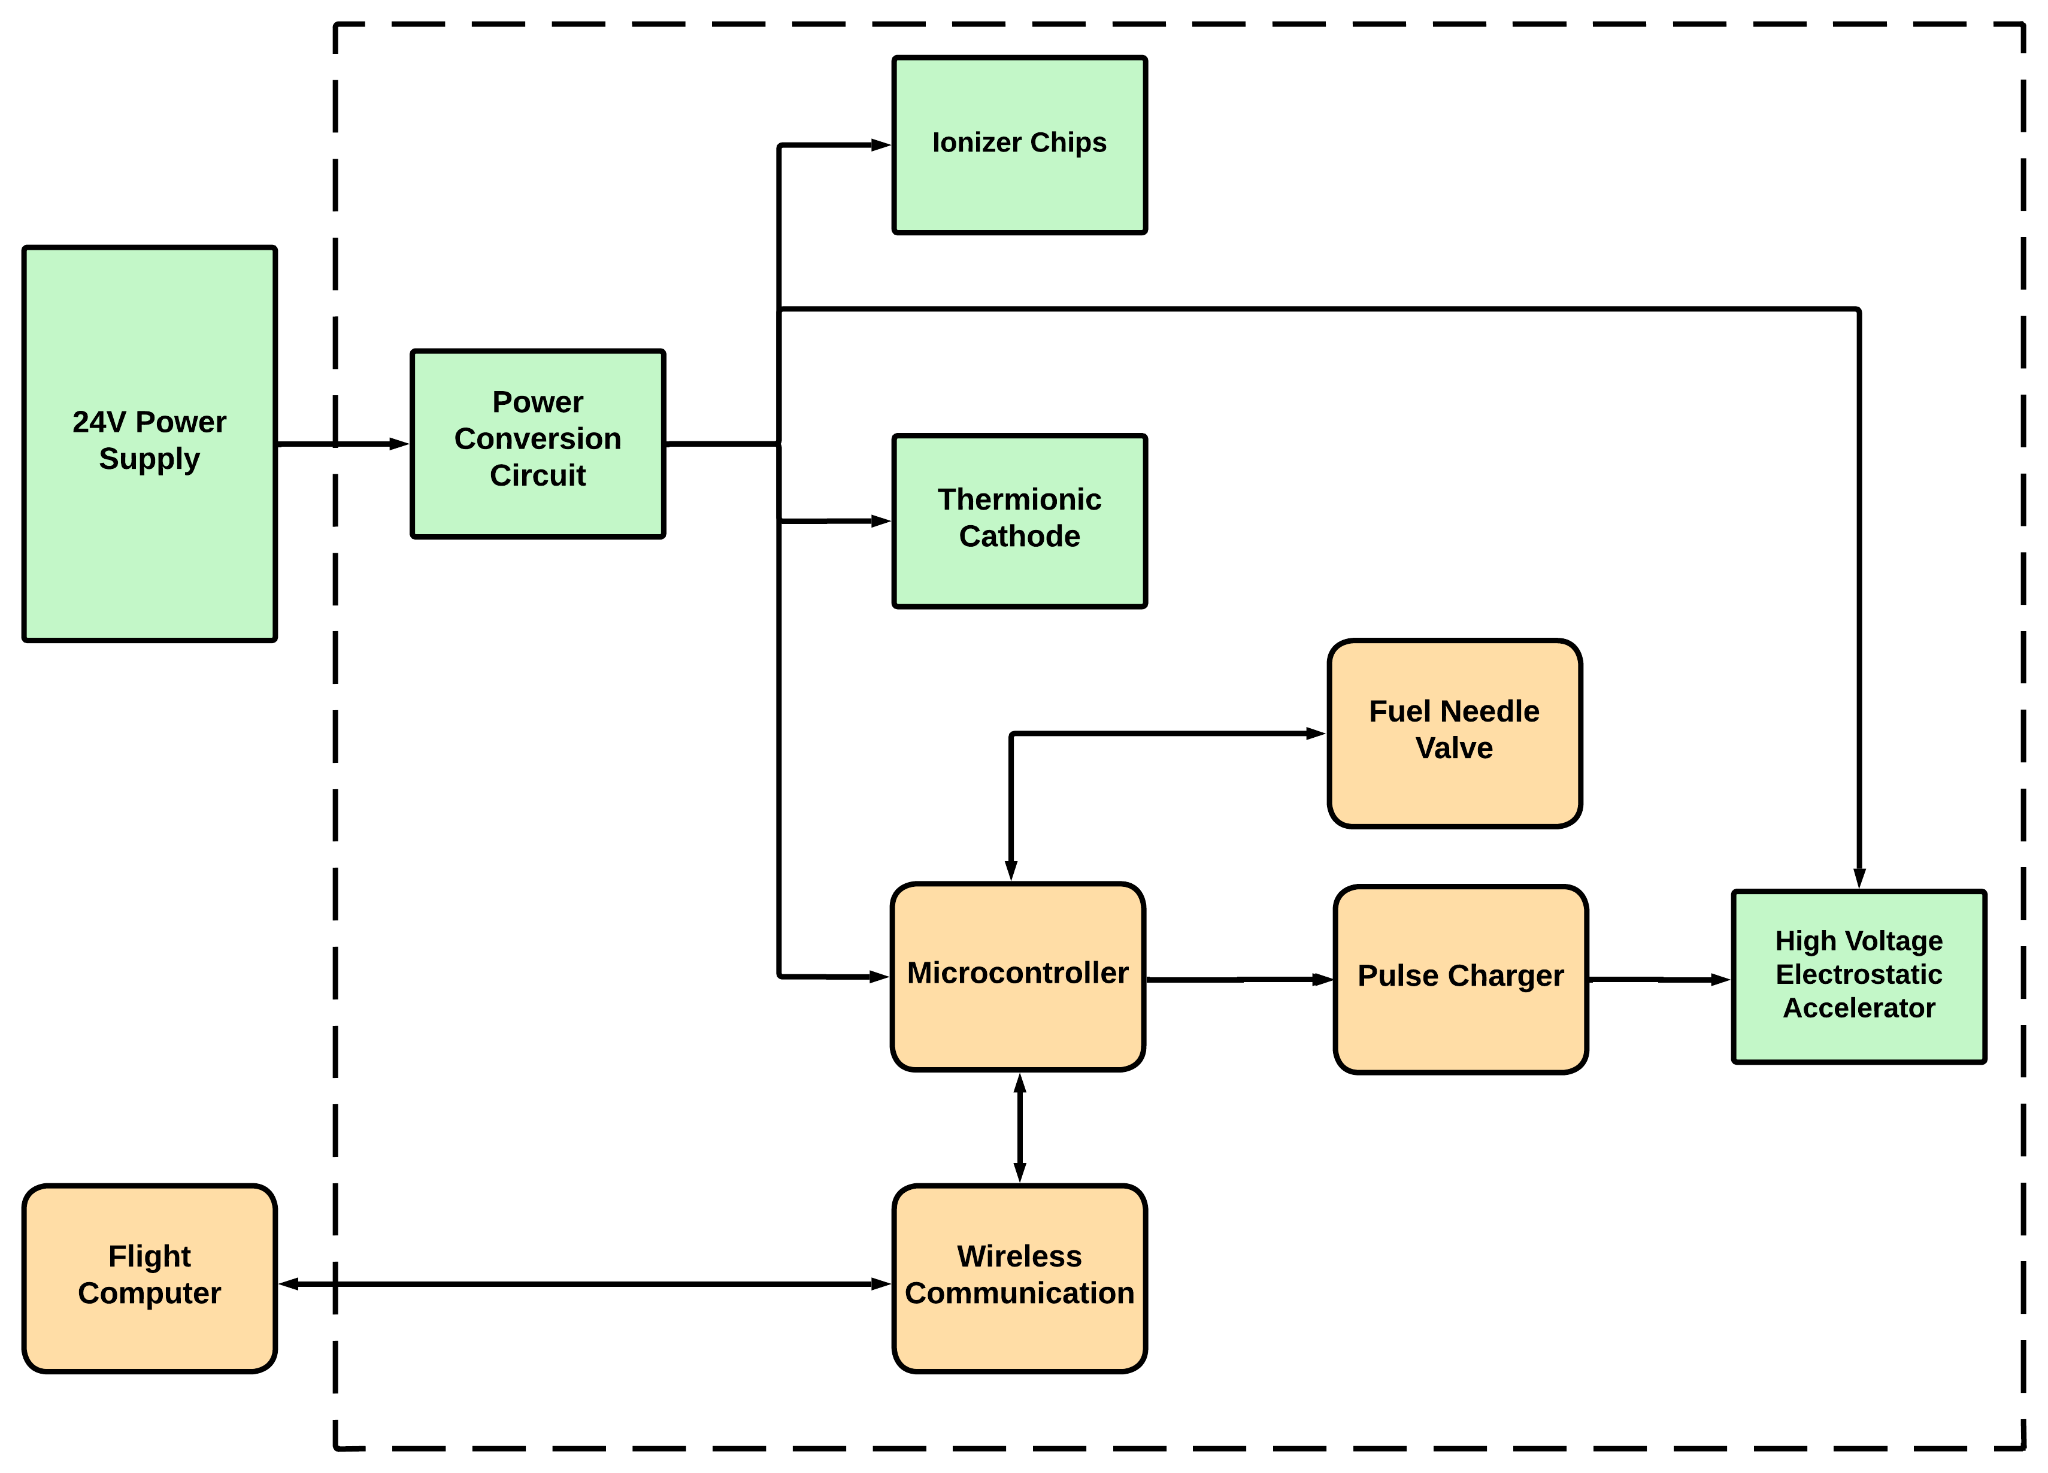 Ionizer Chips
24V Power
Supply
Power
Conversion
Circuit
Thermionic
Cathode
Fuel Needle
Valve
Microcontroller
Pulse Charger
High Voltage
Electrostatic
Accelerator
Flight
Computer
Wireless
Communication